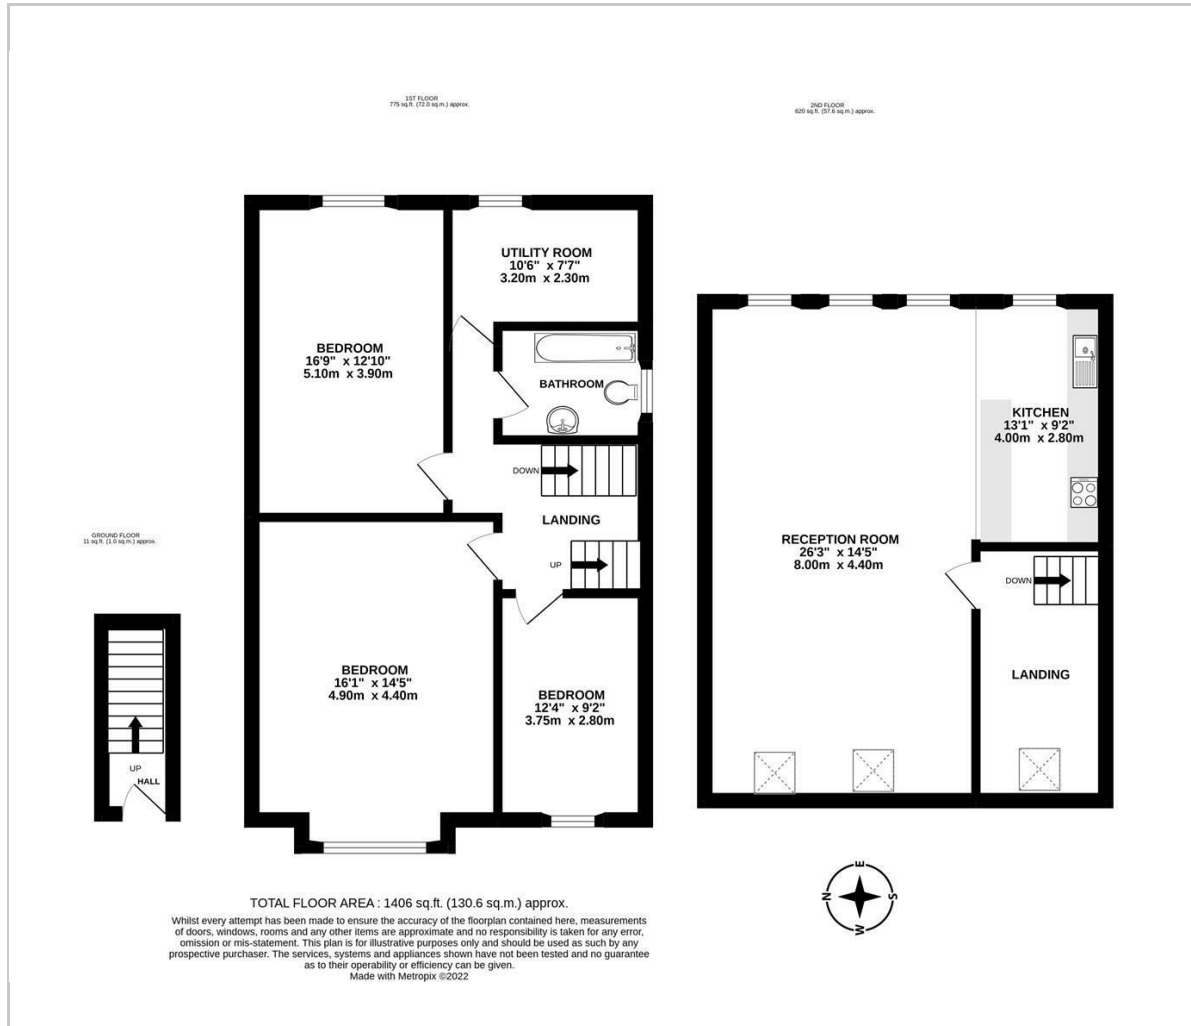 1ST FLOOR
775 sq.ft. (72.0 sq.m.) approx.
2ND FLOOR
620 sq.ft. (57.6 sq.m.) approx.
UTILITY ROOM
10'6" x 7'7"
3.20m x 2.30m
BEDROOM
16'9" x 12'10"
5.10m x 3.90m
BATHROOM
DOWN
LANDING
UP
BEDROOM
16'1" x 14'5"
4.90m x 4.40m
BEDROOM
12'4" x 9'2"
3.75m x 2.80m
KITCHEN
13'1" x 9'2"
4.00m x 2.80m
RECEPTION ROOM
26'3" x 14'5"
8.00m x 4.40m
DOWN
LANDING
GROUND FLOOR
11 sq.ft. (1.0 sq.m.) approx.
UP
HALL
N
E
S
W
TOTAL FLOOR AREA : 1406 sq.ft. (130.6 sq.m.) approx.
Whilst every attempt has been made to ensure the accuracy of the floorplan contained here, measurements
of doors, windows, rooms and any other items are approximate and no responsibility is taken for any error,
omission or mis-statement. This plan is for illustrative purposes only and should be used as such by any
prospective purchaser. The services, systems and appliances shown have not been tested and no guarantee
as to their operability or efficiency can be given.
Made with Metropix ©2022